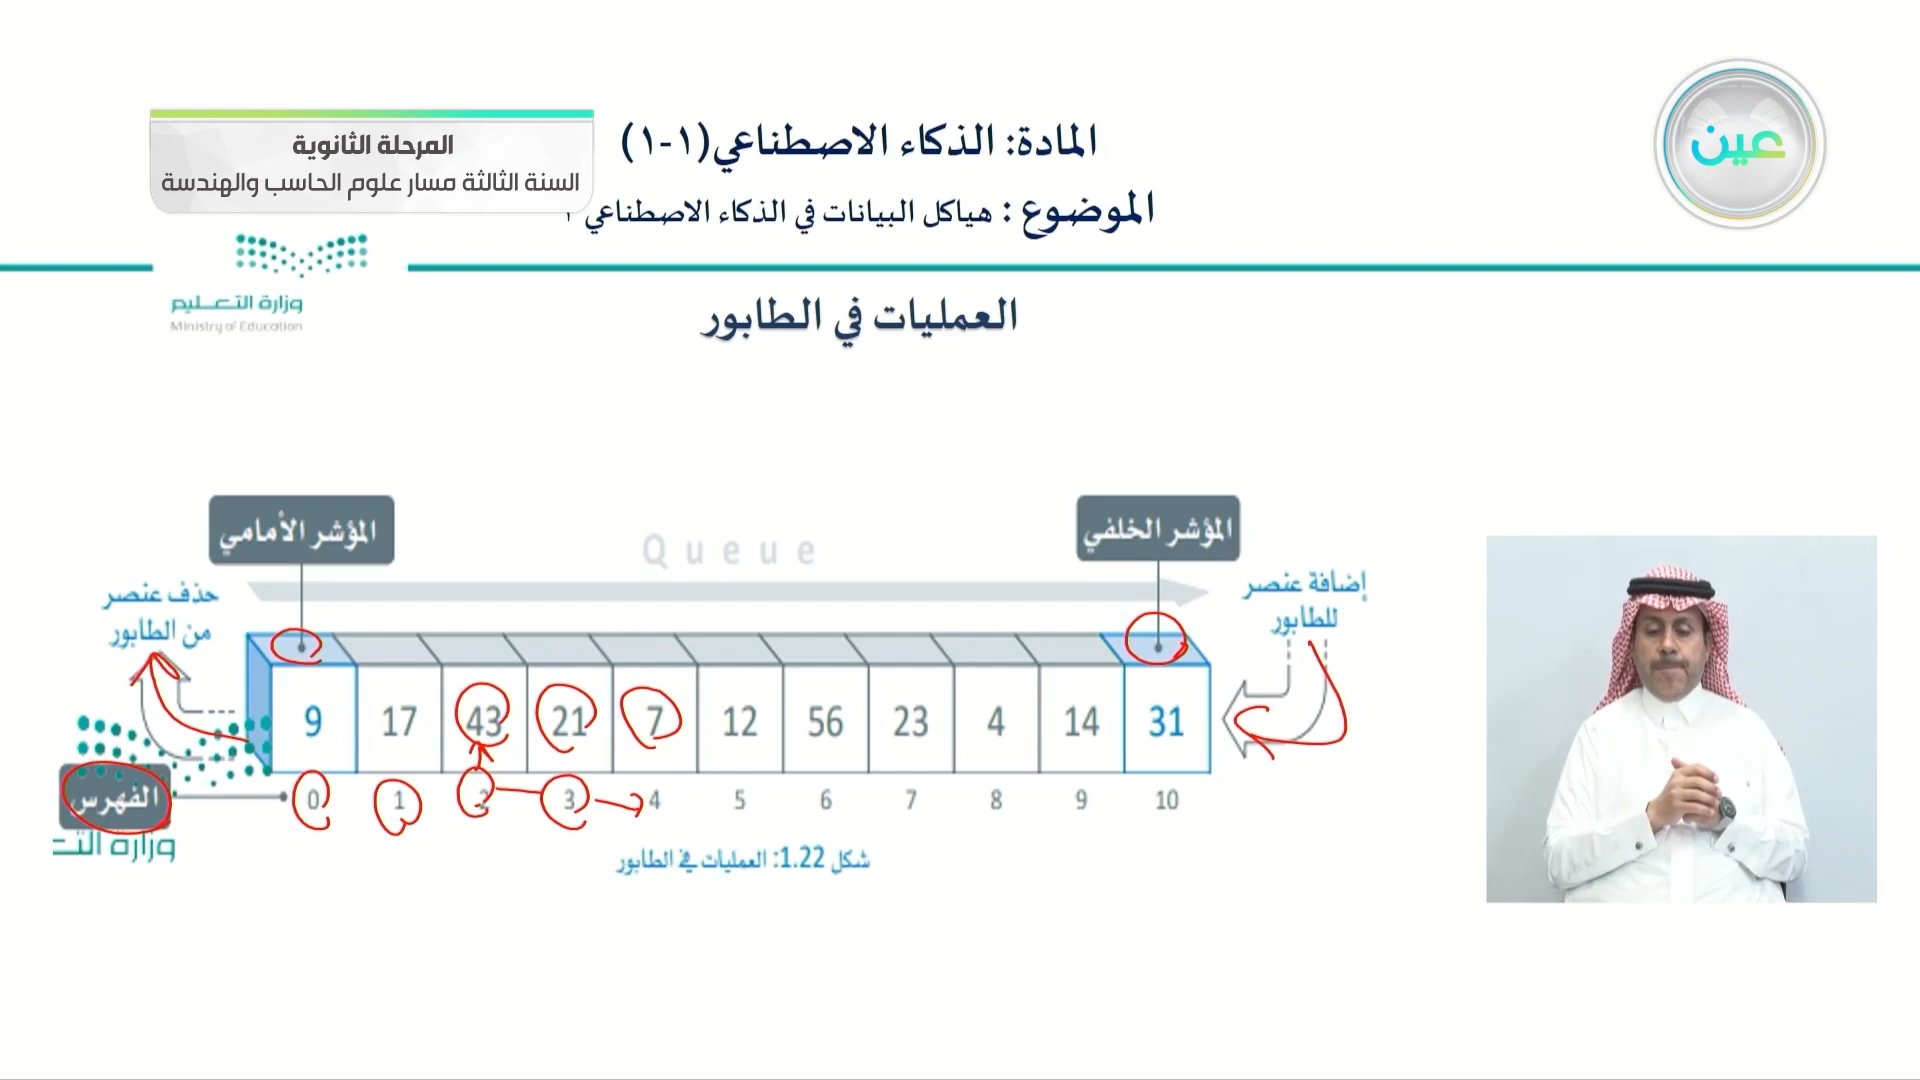 المرحلة الثانوية
السنة الثالثة مسار علوم الحاسب والهندسة
المادة: الذكاء الاصطناعي(١-١)
الموضوع : هياكل البيانات في الذكاء الاصطناعي
عين
وزارة التعليم
Ministry of Education
العمليات في الطابور
المؤشر الأمامي
Queue
المؤشر الخلفي
حذف عنصر
من الطابور
إضافة عنصر
للطابور
9 17 43 21 7 12 56 23 4 14 31
الفهرس
0 1 2 3 4 5 6 7 8 9 10
وزارة التـ
شكل 1.22: العمليات في الطابور